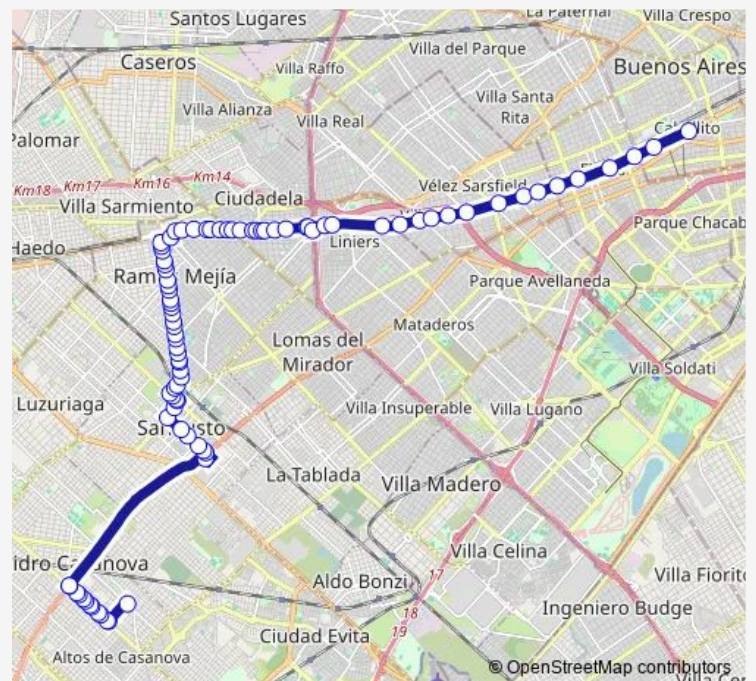 La Paternal
Villa Crespo
Santos Lugares
Villa del Parque
Caseros
Villa Raffo
Buenos Aires
Villa Santa
Rita
Villa Alianza
Villa Real
Palomar
Km18
Km17
Km16
Km14
Vélez Sarsfield
Villa Sarmiento
Ciudadela
Parque Chacab
Haedo
Liniers
Mejía
Parque Avellaneda
Mataderos
Lomas del
Mirador
Villa Soldati
Luzuriaga
Villa Insuperable
Villa Lugano
La Tablada
Villa Madero
Villa Celina
Aldo Bonzi
17
Villa Fiorito
18
Ingeniero Budge
19
Ciudad Evita
Altos de Casanova
© OpenStreetMap contributors